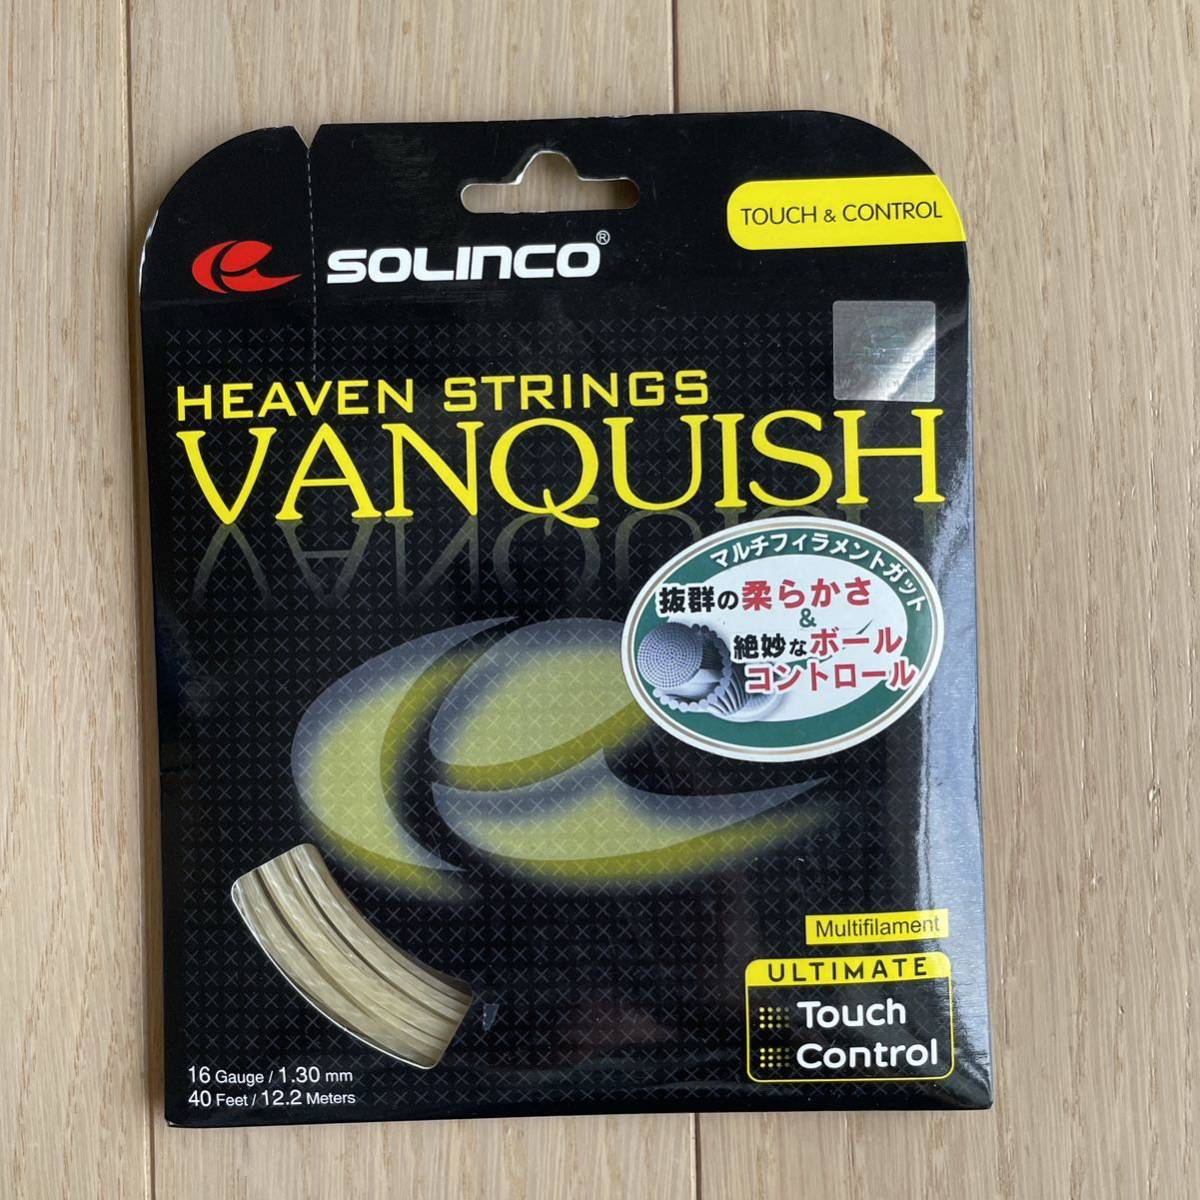 SOLINCO®
TOUCH & CONTROL
HEAVEN STRINGS
VANQUISH
マルチフィラメントガット
抜群の柔らかさ
&
絶妙なボール
コントロール
Multifilament
ULTIMATE
Touch
Control
16 Gauge / 1.30 mm
40 Feet / 12.2 Meters